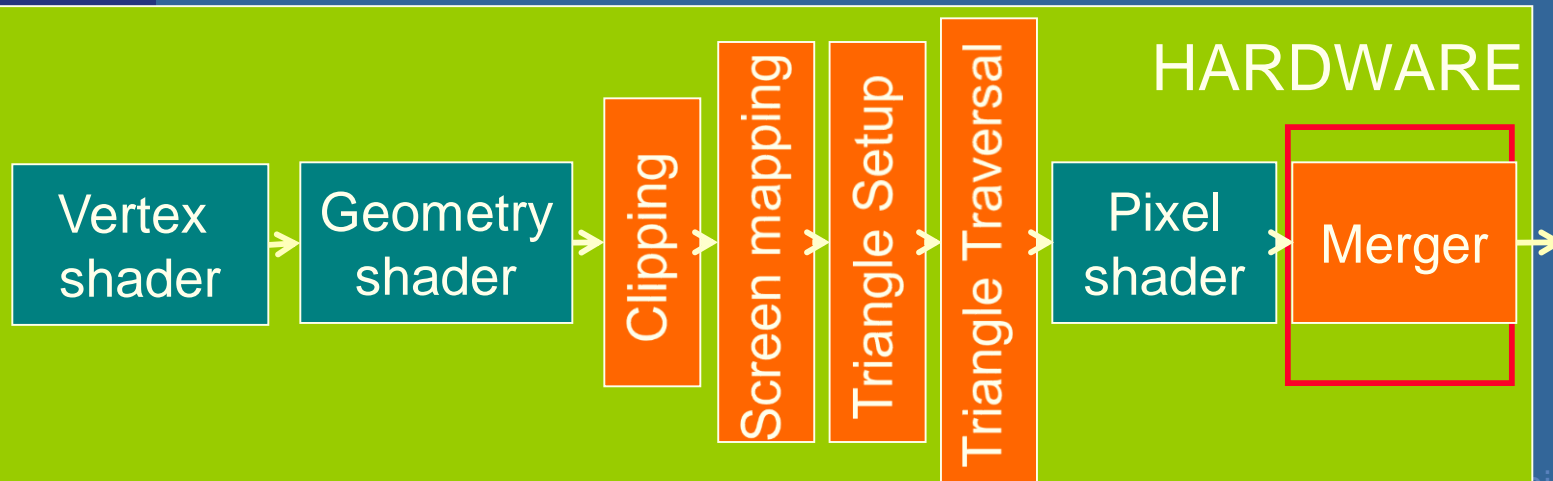 HARDWARE
Vertex
shader
Geometry
shader
Clipping
Screen mapping
Triangle Setup
Triangle Traversal
Pixel
shader
Merger